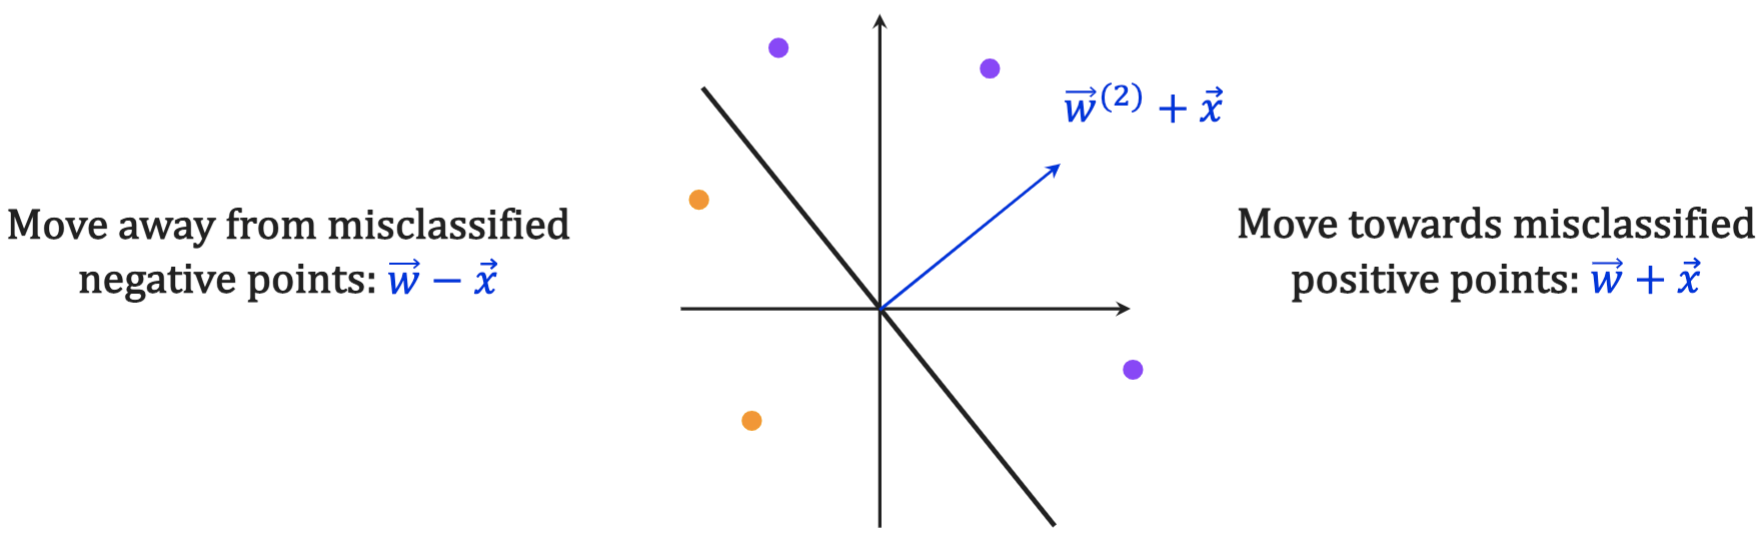 w⃗⁽²⁾ + x⃗
Move away from misclassified
negative points: w⃗ − x⃗
Move towards misclassified
positive points: w⃗ + x⃗